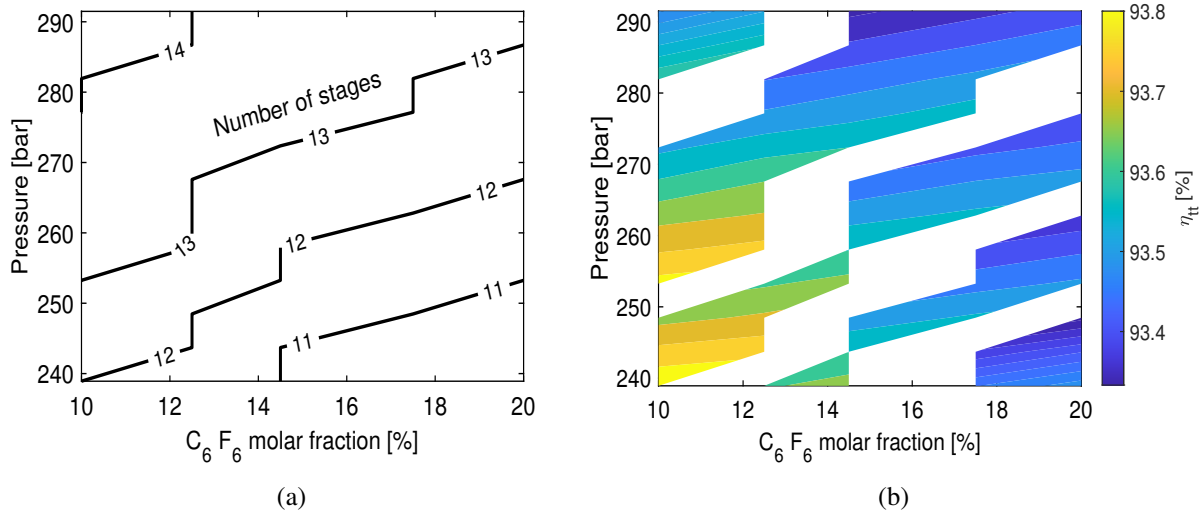 290
280
270
260
250
240
Pressure [bar]
14
13
Number of stages
13
13
12
12
12
11
11
10 12 14 16 18 20
C6 F6 molar fraction [%]
(a)
290
280
270
260
250
240
Pressure [bar]
10 12 14 16 18 20
C6 F6 molar fraction [%]
93.8
93.7
93.6
93.5
93.4
ηtt [%]
(b)